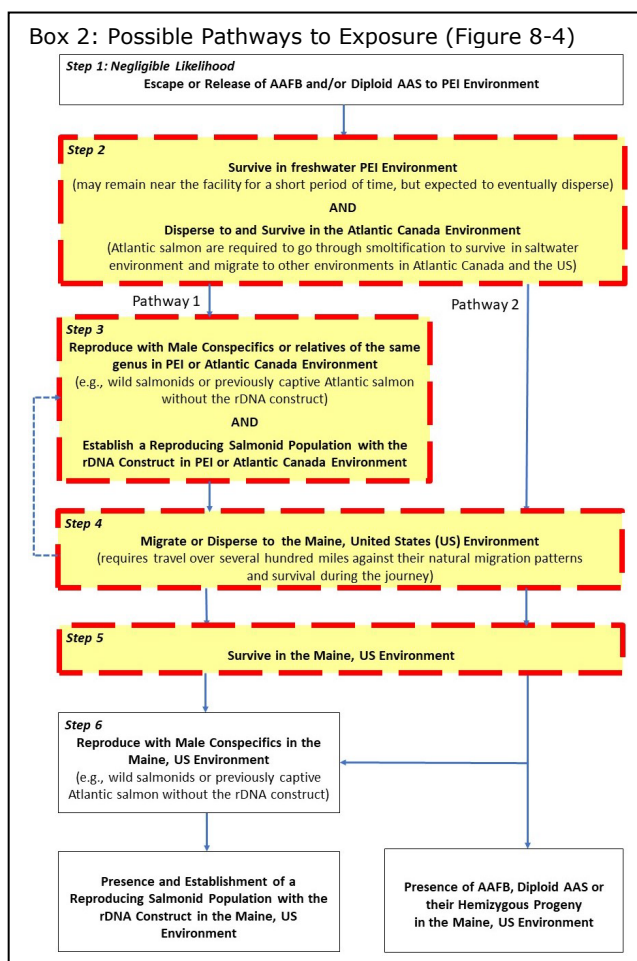 Box 2: Possible Pathways to Exposure (Figure 8-4)
Step 1: Negligible Likelihood
Escape or Release of AAFB and/or Diploid AAS to PEI Environment
Step 2
Survive in freshwater PEI Environment
(may remain near the facility for a short period of time, but expected to eventually disperse)
AND
Disperse to and Survive in the Atlantic Canada Environment
(Atlantic salmon are required to go through smoltification to survive in saltwater
environment and migrate to other environments in Atlantic Canada and the US)
Pathway 1
Pathway 2
Step 3
Reproduce with Male Conspecifics or relatives of the same
genus in PEI or Atlantic Canada Environment
(e.g., wild salmonids or previously captive Atlantic salmon
without the rDNA construct)
AND
Establish a Reproducing Salmonid Population with the
rDNA Construct in PEI or Atlantic Canada Environment
Step 4
Migrate or Disperse to the Maine, United States (US) Environment
(requires travel over several hundred miles against their natural migration patterns
and survival during the journey)
Step 5
Survive in the Maine, US Environment
Step 6
Reproduce with Male Conspecifics in the
Maine, US Environment
(e.g., wild salmonids or previously captive
Atlantic salmon without the rDNA construct)
Presence and Establishment of a
Reproducing Salmonid Population with the
rDNA Construct in the Maine, US
Environment
Presence of AAFB, Diploid AAS or
their Hemizygous Progeny
in the Maine, US Environment